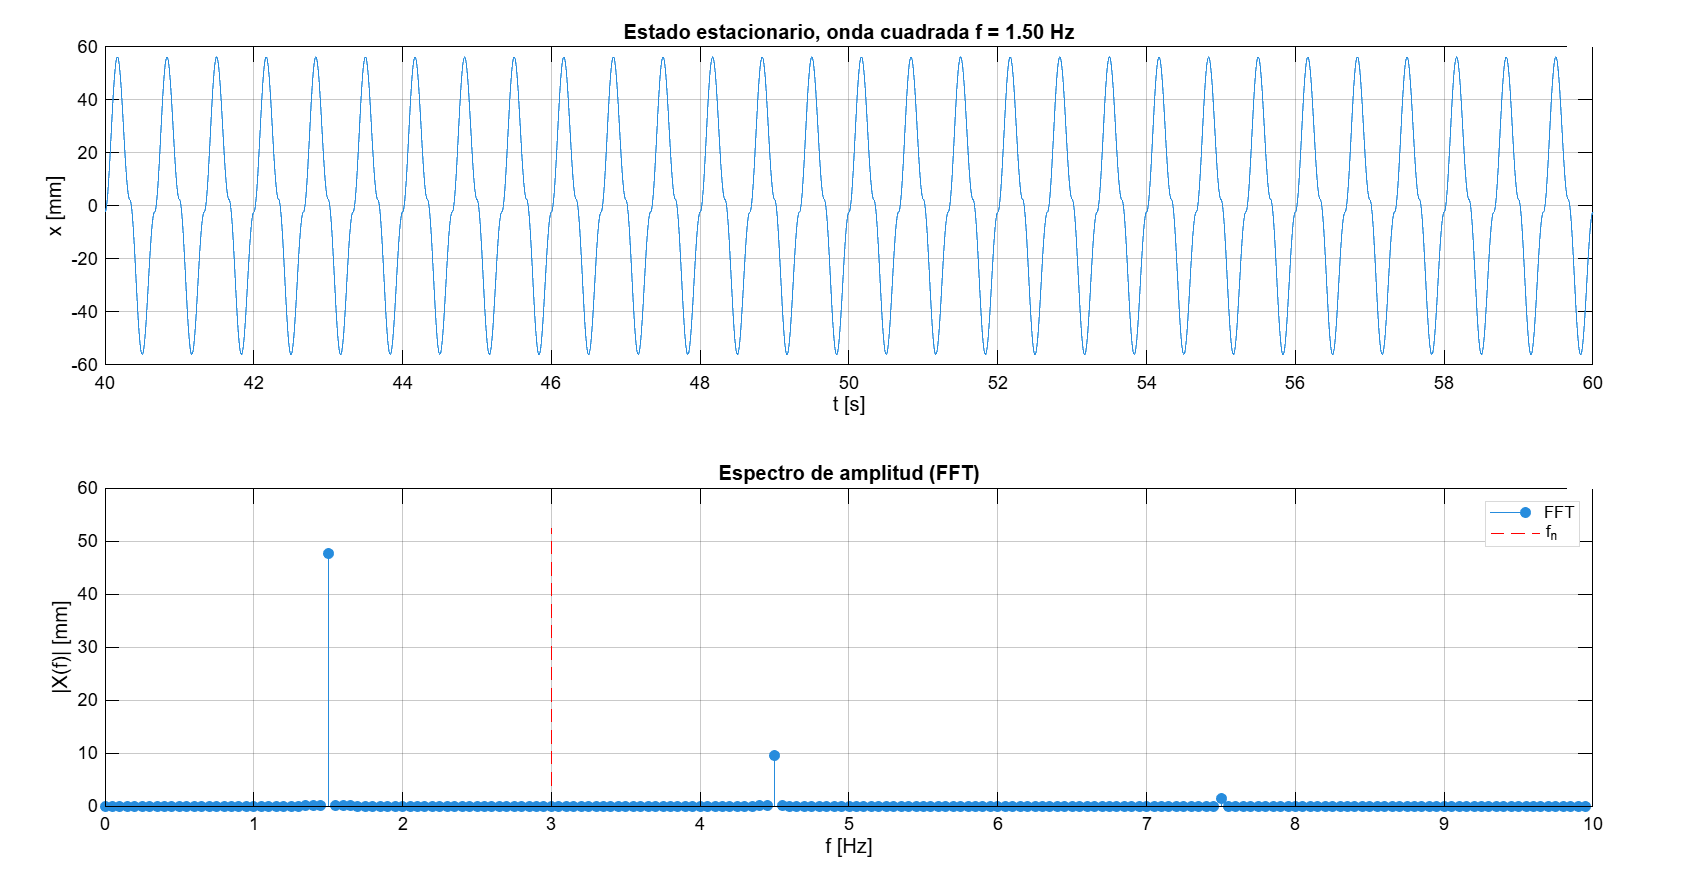 Estado estacionario, onda cuadrada f = 1.50 Hz
60
40
20
0
-20
-40
-60
x [mm]
40 42 44 46 48 50 52 54 56 58 60
t [s]
Espectro de amplitud (FFT)
60
50
40
30
20
10
0
|X(f)| [mm]
FFT
fn
0 1 2 3 4 5 6 7 8 9 10
f [Hz]